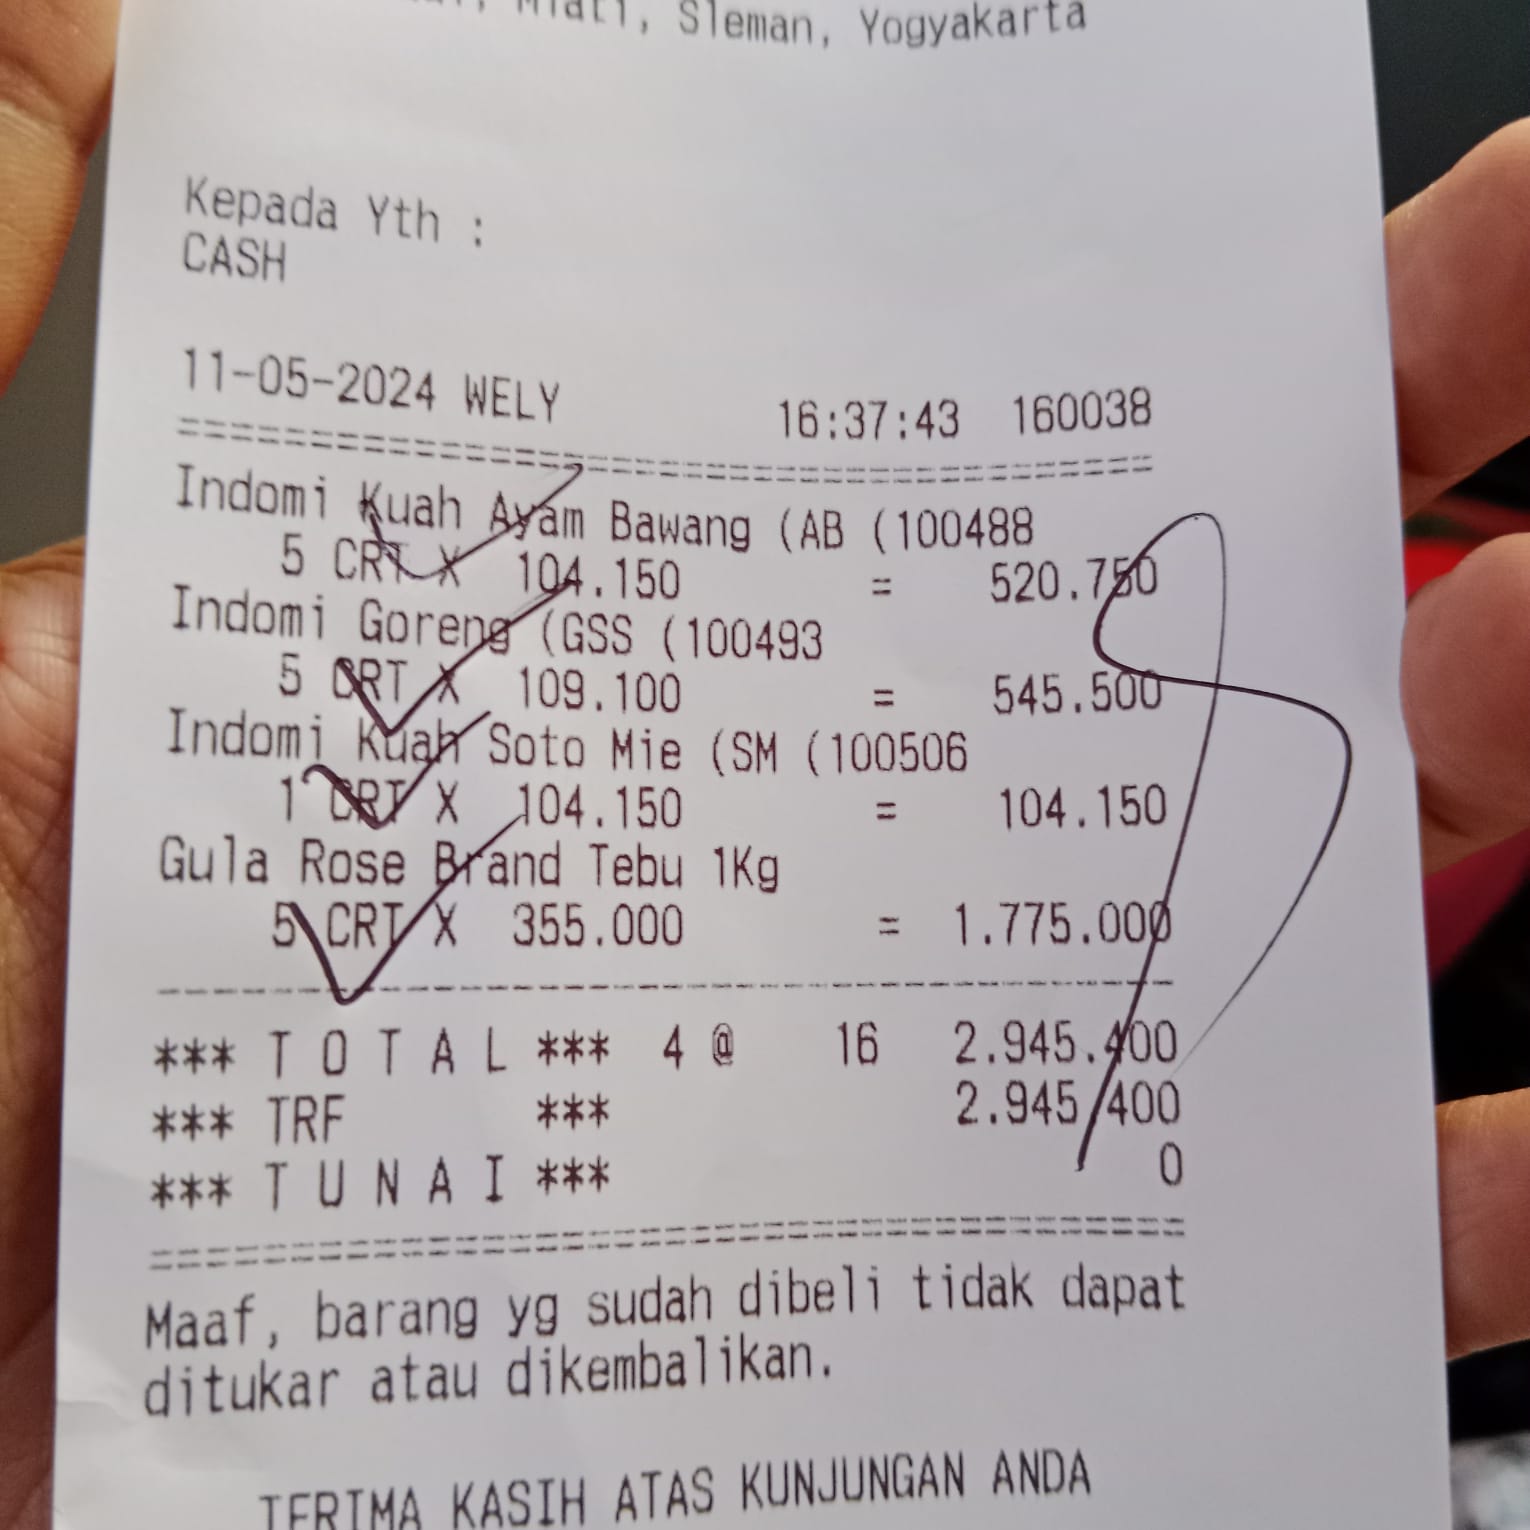 Mlati, Sleman, Yogyakarta
Kepada Yth :
CASH
11-05-2024 WELY 16:37:43 160038
================================================
Indomi Kuah Ayam Bawang (AB (100488
5 CRT X 104.150 = 520.750
Indomi Goreng (GSS (100493
5 CRT X 109.100 = 545.500
Indomi Kuah Soto Mie (SM (100506
1 CRT X 104.150 = 104.150
Gula Rose Brand Tebu 1Kg
5 CRT X 355.000 = 1.775.000
------------------------------------------------
*** T O T A L *** 4 @ 16 2.945.400
*** TRF *** 2.945.400
*** T U N A I *** 0
================================================
Maaf, barang yg sudah dibeli tidak dapat
ditukar atau dikembalikan.
TERIMA KASIH ATAS KUNJUNGAN ANDA